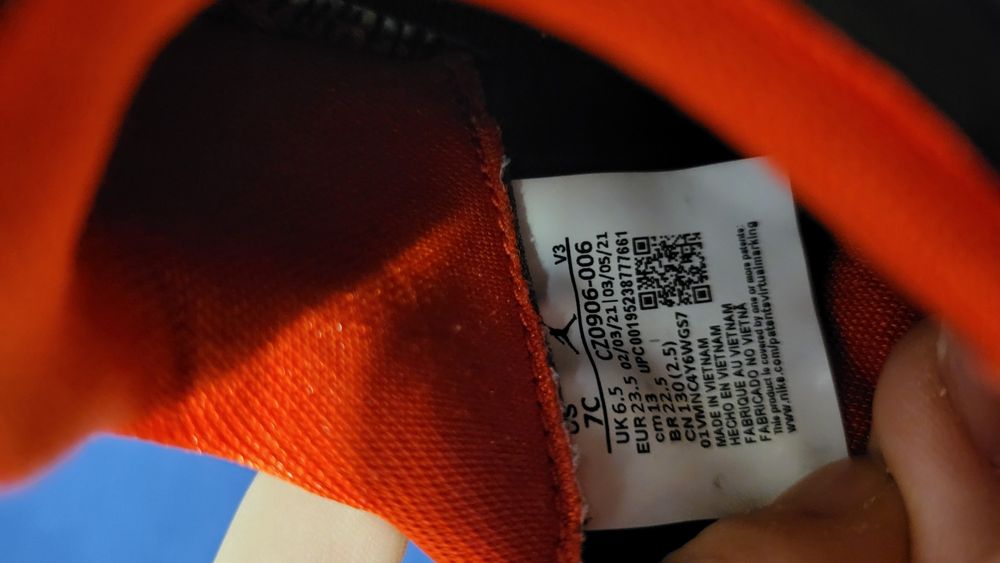 V3
US
7C CZ0906-006
UK 6.5 02/03/21|03/05/21
EUR 23.5 UPC00195238777661
cm 13
BR 22.5
CN 130 (2.5)
01VMNC4Y6WGS7
MADE IN VIETNAM
HECHO EN VIETNAM
FABRIQUE AU VIETNAM
FABRICADO NO VIETNÃ
This product is covered by one or more patents:
www.nike.com/patentsvirtualmarking